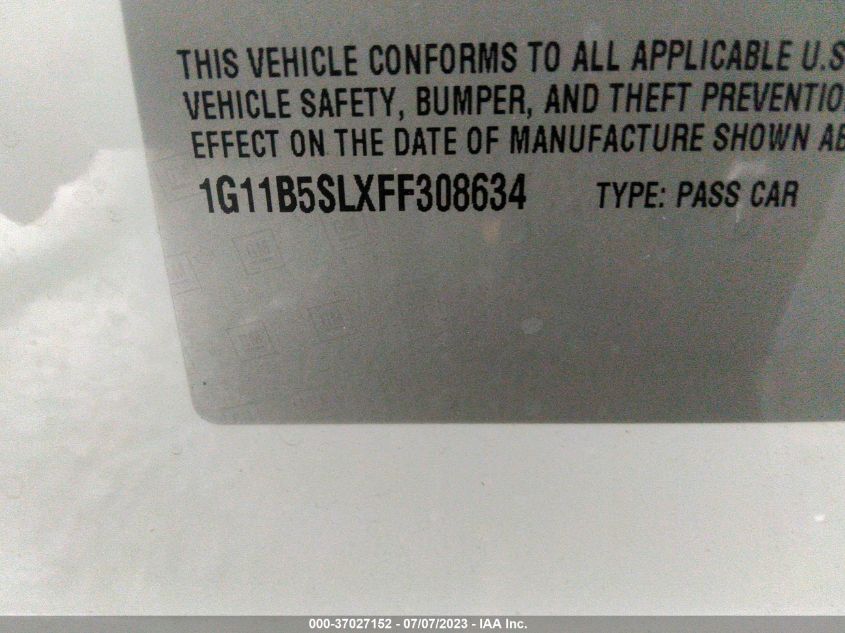 THIS VEHICLE CONFORMS TO ALL APPLICABLE U.S
VEHICLE SAFETY, BUMPER, AND THEFT PREVENTIO
EFFECT ON THE DATE OF MANUFACTURE SHOWN AB
1G11B5SLXFF308634 TYPE: PASS CAR
000-37027152 - 07/07/2023 - IAA Inc.